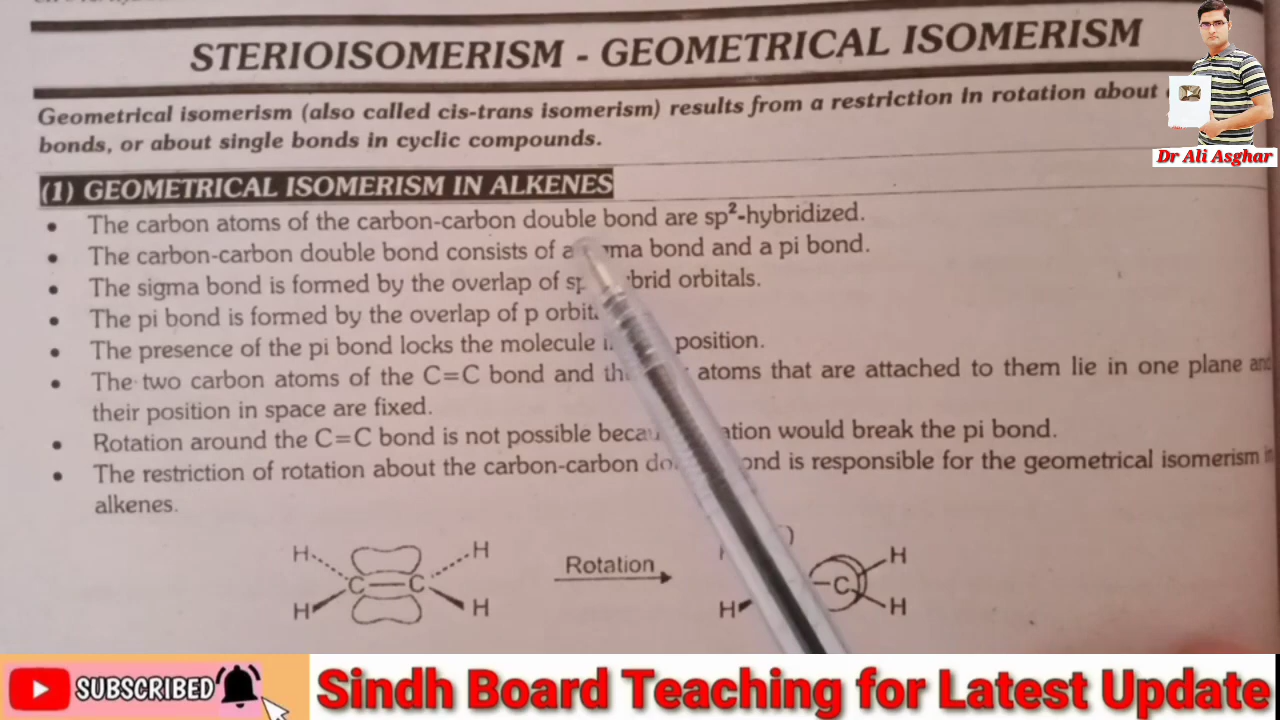 STERIOISOMERISM - GEOMETRICAL ISOMERISM
Geometrical isomerism (also called cis-trans isomerism) results from a restriction in rotation about
bonds, or about single bonds in cyclic compounds.
Dr Ali Asghar
(1) GEOMETRICAL ISOMERISM IN ALKENES
• The carbon atoms of the carbon-carbon double bond are sp²-hybridized.
• The carbon-carbon double bond consists of a bond and a pi bond.
• The sigma bond is formed by the overlap of orbitals.
• The pi bond is formed by the overlap of p
• The presence of the pi bond locks the molecule position.
• The two carbon atoms of the C=C bond and atoms that are attached to them lie in one plane and
their position in space are fixed.
• Rotation around the C=C bond is not possible would break the pi bond.
• The restriction of rotation about the carbon-carbon is responsible for the geometrical isomerism in
alkenes.
H H H
C C Rotation C
H H H H
SUBSCRIBED Sindh Board Teaching for Latest Update